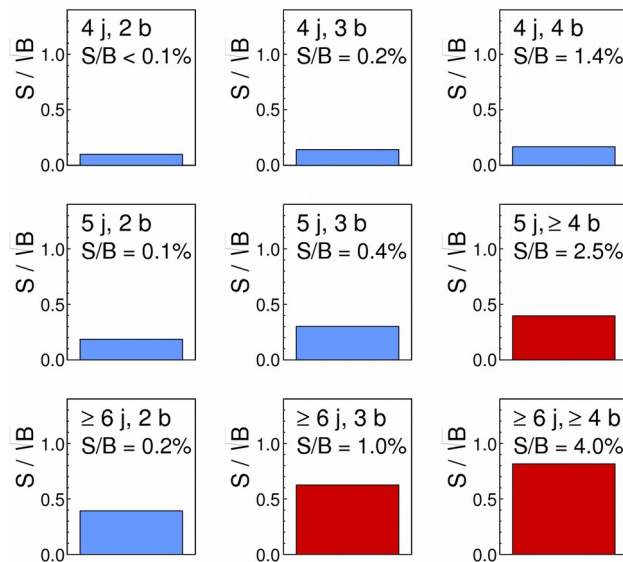 4 j, 2 b
S/B < 0.1%
S / √B
1.0
0.5
0.0
4 j, 3 b
S/B = 0.2%
S / √B
1.0
0.5
0.0
4 j, 4 b
S/B = 1.4%
S / √B
1.0
0.5
0.0
5 j, 2 b
S/B = 0.1%
S / √B
1.0
0.5
0.0
5 j, 3 b
S/B = 0.4%
S / √B
1.0
0.5
0.0
5 j, ≥ 4 b
S/B = 2.5%
S / √B
1.0
0.5
0.0
≥ 6 j, 2 b
S/B = 0.2%
S / √B
1.0
0.5
0.0
≥ 6 j, 3 b
S/B = 1.0%
S / √B
1.0
0.5
0.0
≥ 6 j, ≥ 4 b
S/B = 4.0%
S / √B
1.0
0.5
0.0